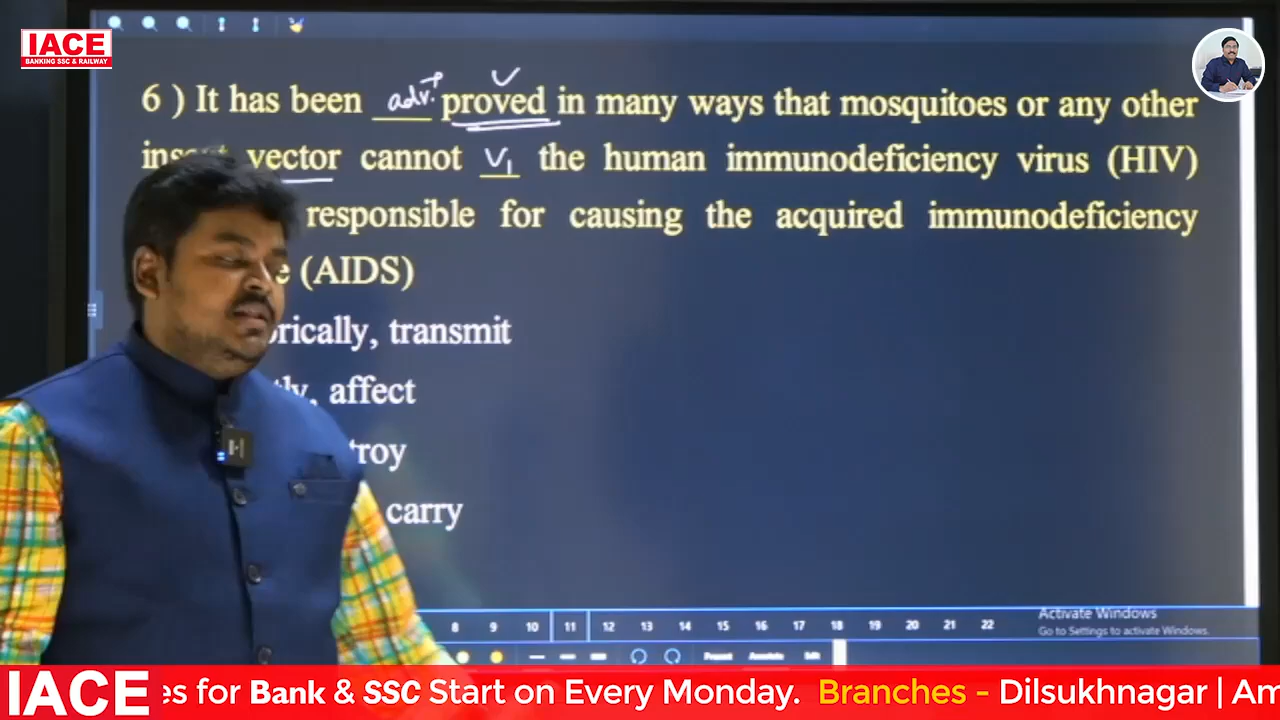 IACE
BANKING SSC & RAILWAY
6 ) It has been ___ adv. proved in many ways that mosquitoes or any other
vector cannot V1 the human immunodeficiency virus (HIV)
responsible for causing the acquired immunodeficiency
(AIDS)
transmit
affect
carry
8 9 10 11 12 13 14 15 16 17 18 19 20 21 22
Activate Windows
Go to Settings to activate Windows.
IACE for Bank & SSC Start on Every Monday. Branches - Dilsukhnagar |